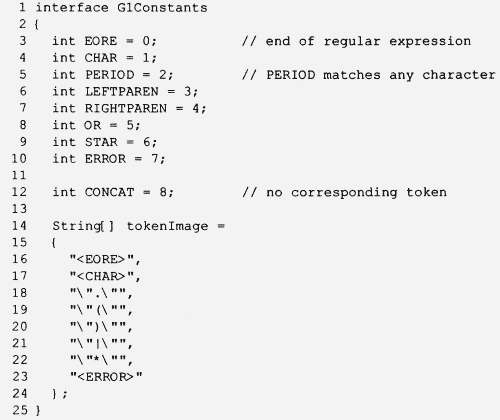 1 interface G1Constants
2 {
3   int EORE = 0;          // end of regular expression
4   int CHAR = 1;
5   int PERIOD = 2;        // PERIOD matches any character
6   int LEFTPAREN = 3;
7   int RIGHTPAREN = 4;
8   int OR = 5;
9   int STAR = 6;
10   int ERROR = 7;
11
12   int CONCAT = 8;        // no corresponding token
13
14   String[] tokenImage =
15   {
16     "<EORE>",
17     "<CHAR>",
18     "\".\"",
19     "\"(\"",
20     "\")\"",
21     "\"|\"",
22     "\"*\"",
23     "<ERROR>"
24   };
25 }